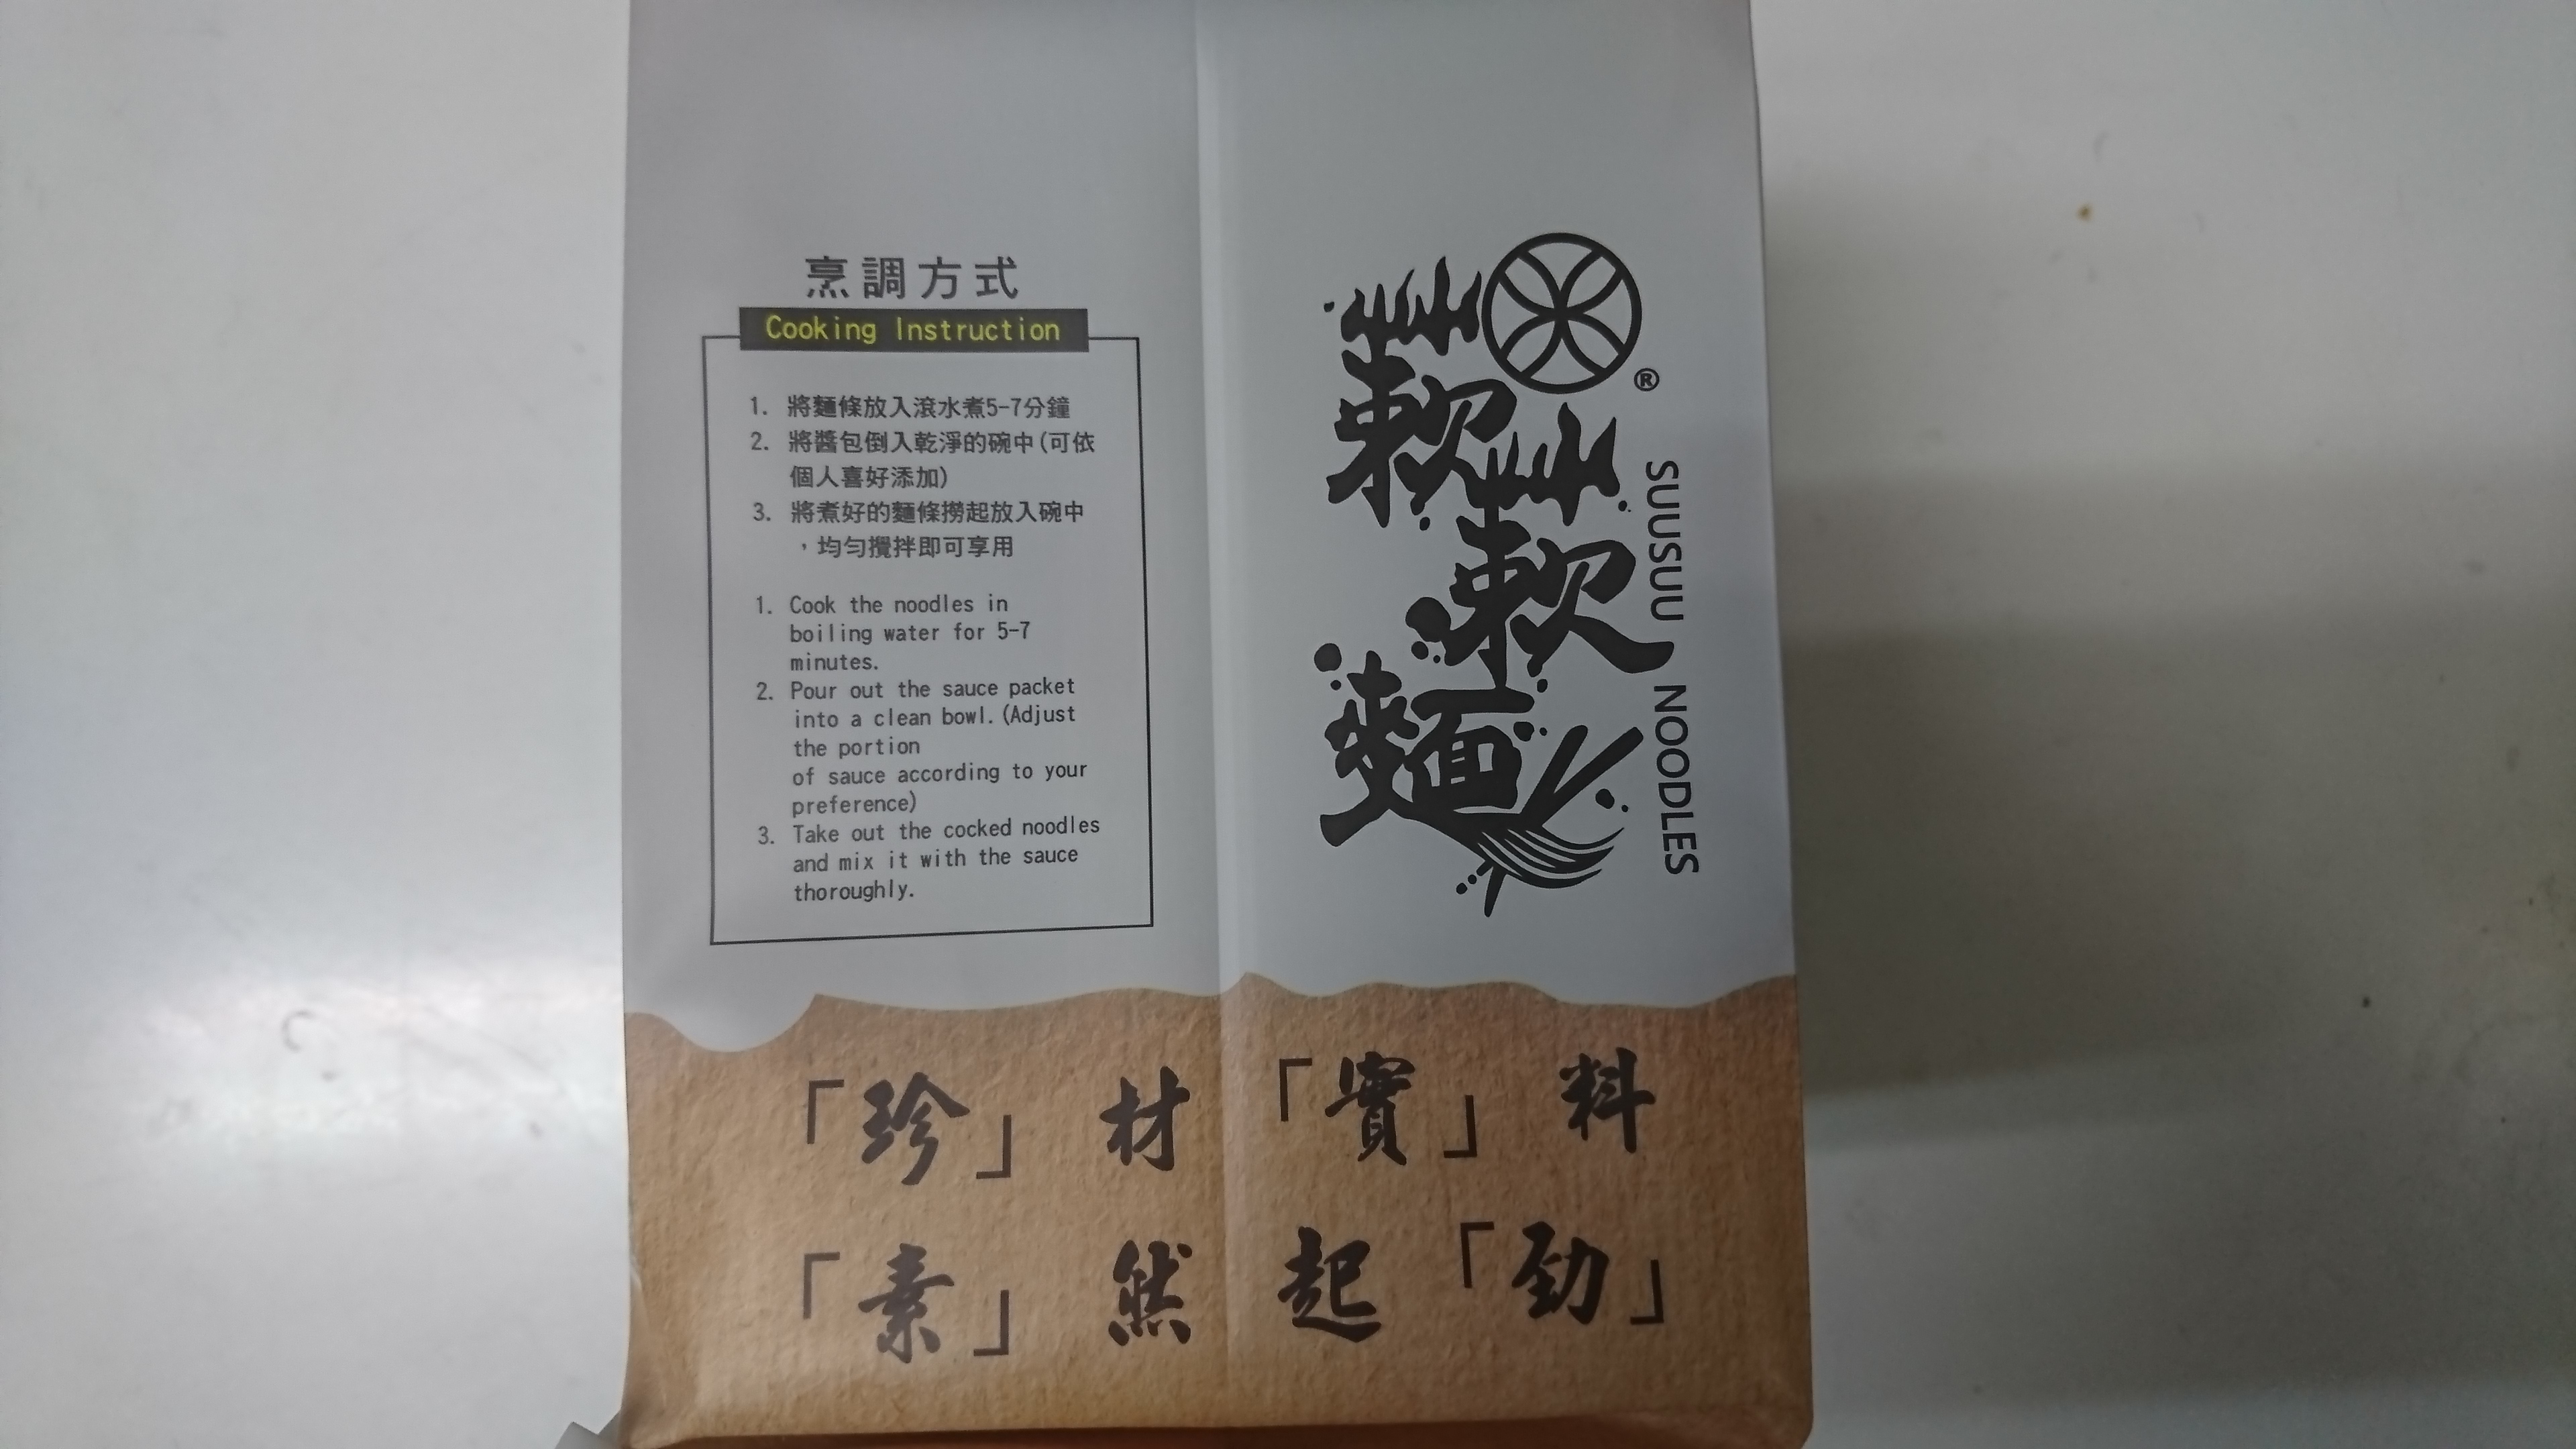 烹調方式
Cooking Instruction
1. 將麵條放入滾水煮5-7分鐘
2. 將醬包倒入乾淨的碗中(可依
個人喜好添加)
3. 將煮好的麵條撈起放入碗中
，均勻攪拌即可享用
1. Cook the noodles in
boiling water for 5-7
minutes.
2. Pour out the sauce packet
into a clean bowl.(Adjust
the portion
of sauce according to your
preference)
3. Take out the cocked noodles
and mix it with the sauce
thoroughly.
蔌蔌麵
®
SUUSUU NOODLES
「珍」材「實」料
「素」然起「勁」